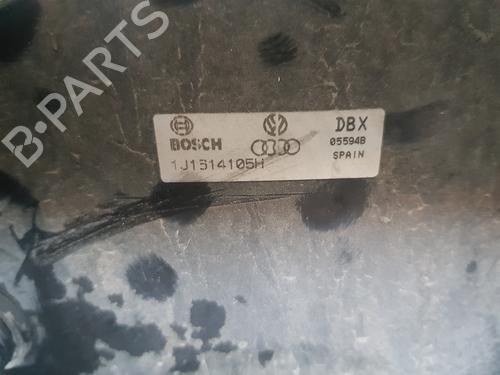 B-PARTS
BOSCH
DBX
05594B
1J1614105H
SPAIN